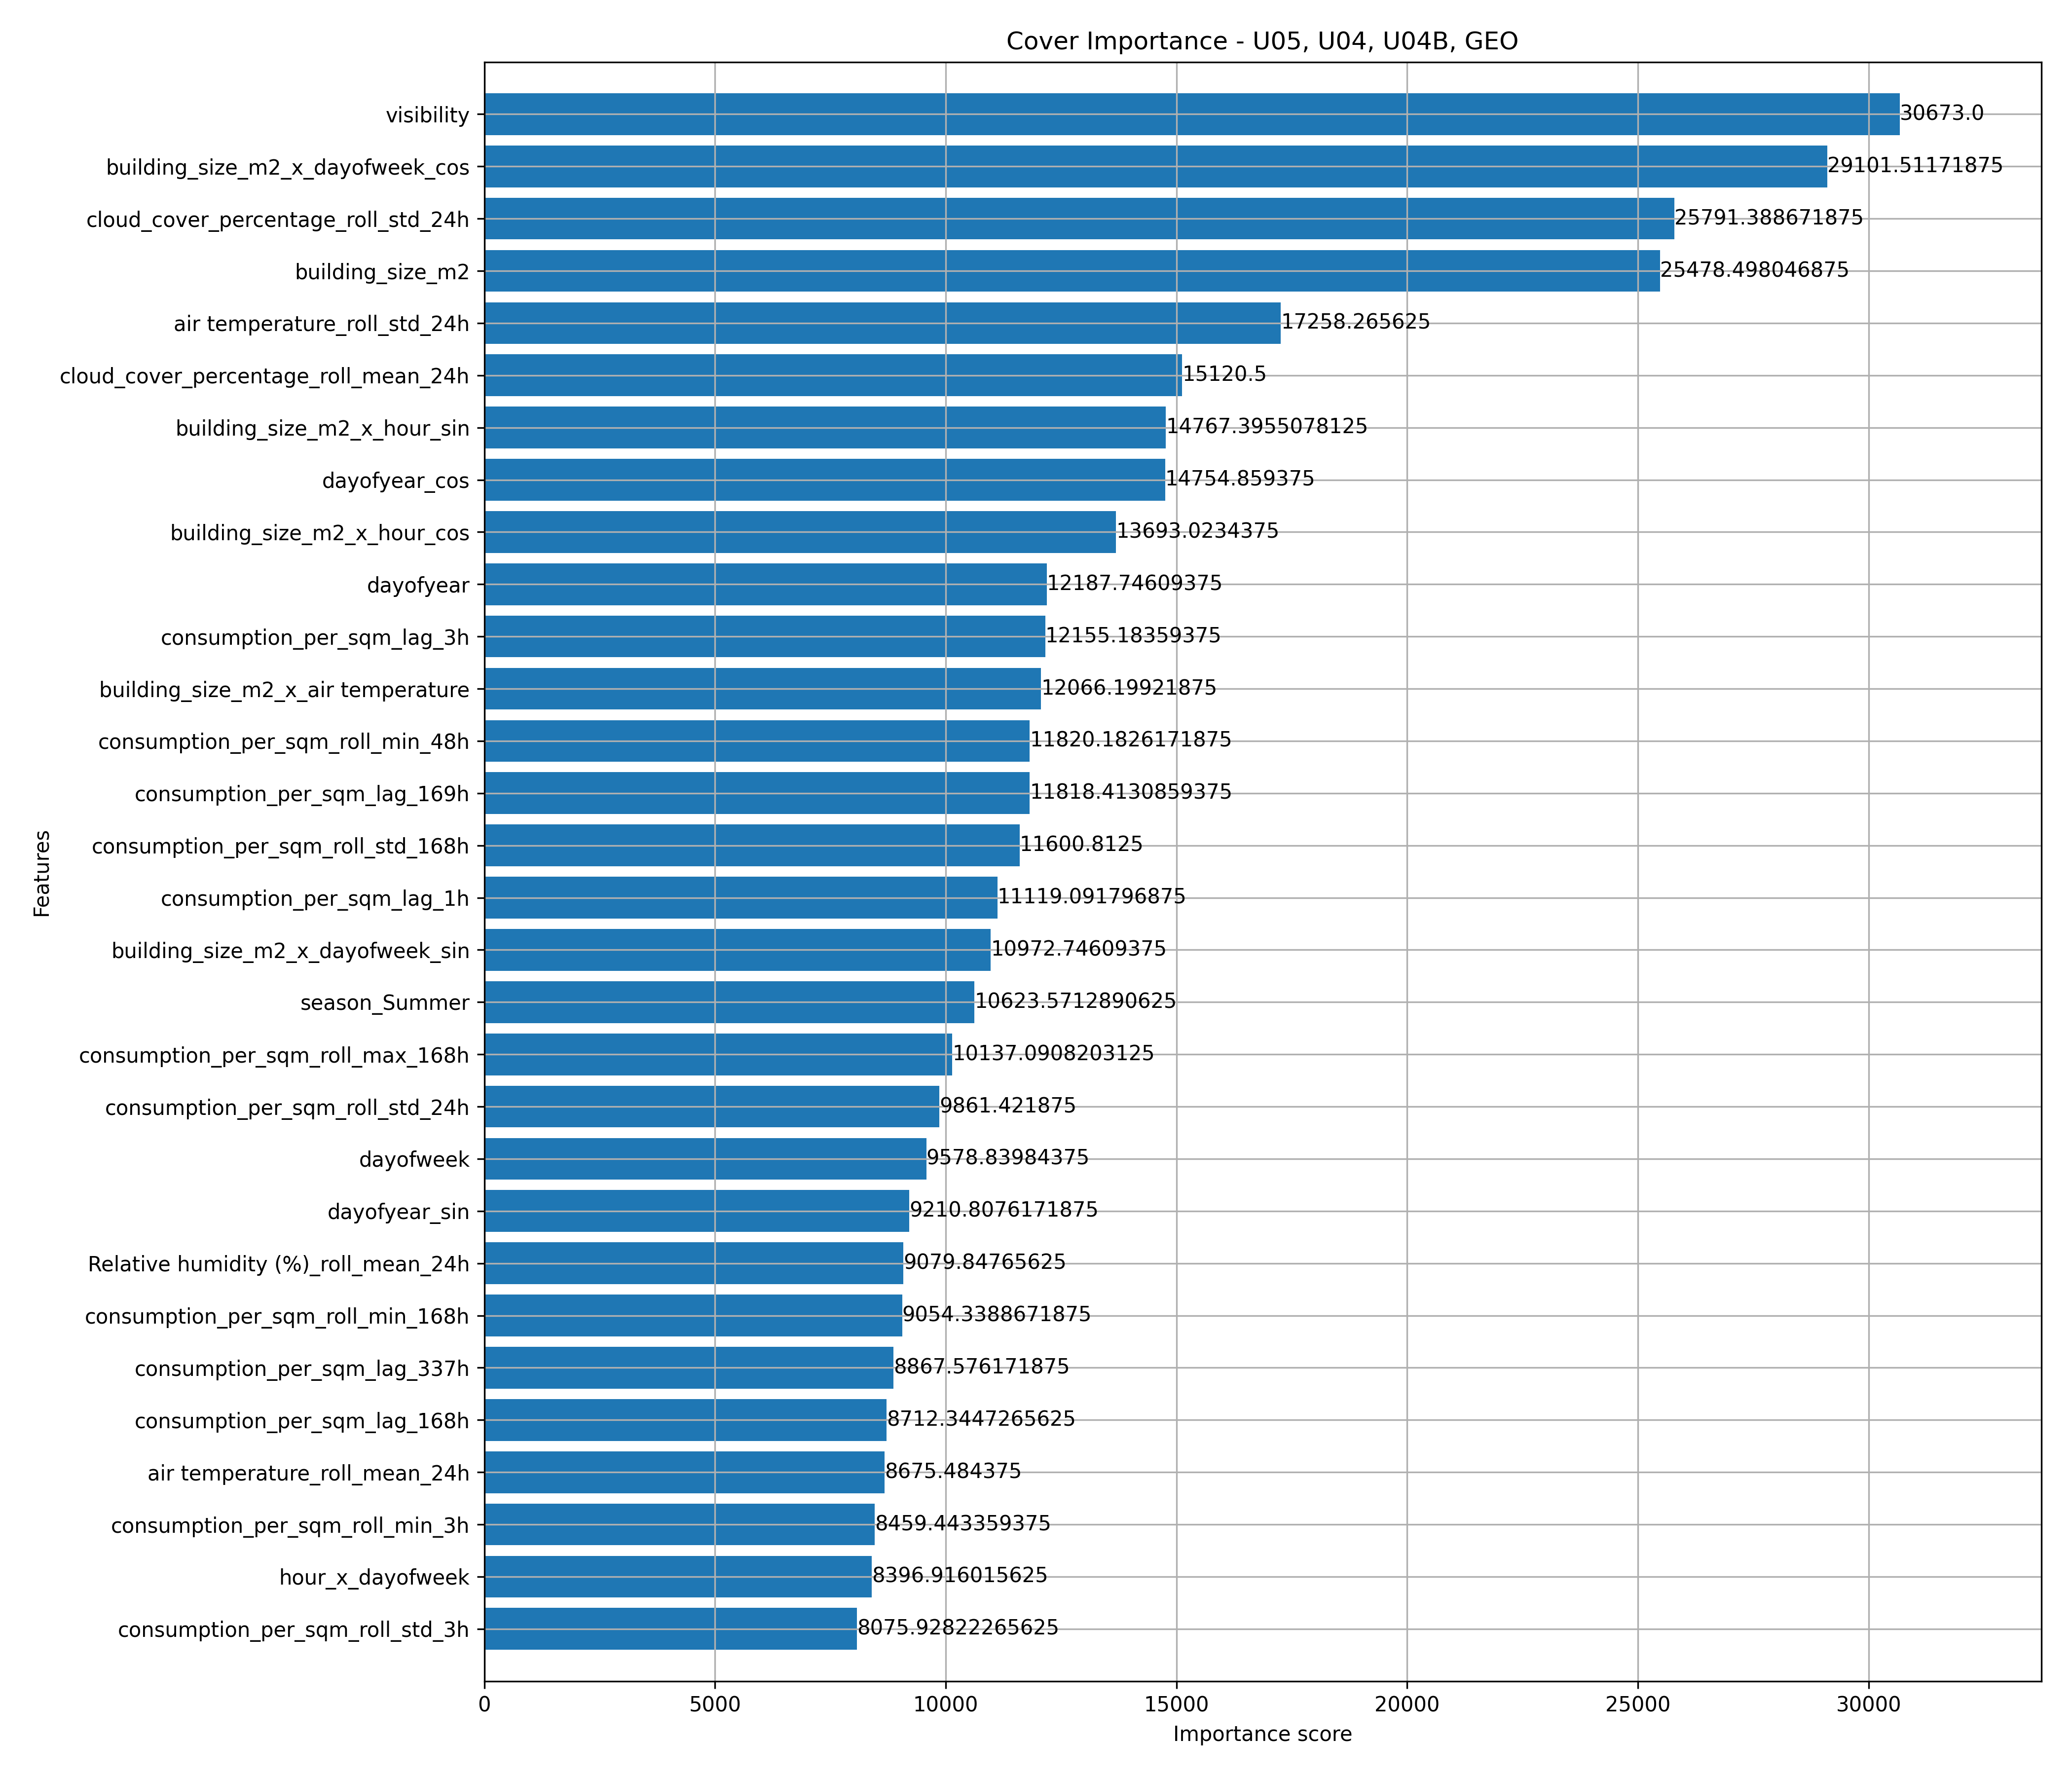 Cover Importance - U05, U04, U04B, GEO
visibility 30673.0
building_size_m2_x_dayofweek_cos 29101.51171875
cloud_cover_percentage_roll_std_24h 25791.388671875
building_size_m2 25478.498046875
air temperature_roll_std_24h 17258.265625
cloud_cover_percentage_roll_mean_24h 15120.5
building_size_m2_x_hour_sin 14767.3955078125
dayofyear_cos 14754.859375
building_size_m2_x_hour_cos 13693.0234375
dayofyear 12187.74609375
consumption_per_sqm_lag_3h 12155.18359375
building_size_m2_x_air temperature 12066.19921875
consumption_per_sqm_roll_min_48h 11820.1826171875
consumption_per_sqm_lag_169h 11818.4130859375
consumption_per_sqm_roll_std_168h 11600.8125
consumption_per_sqm_lag_1h 11119.091796875
building_size_m2_x_dayofweek_sin 10972.74609375
season_Summer 10623.5712890625
consumption_per_sqm_roll_max_168h 10137.0908203125
consumption_per_sqm_roll_std_24h 9861.421875
dayofweek 9578.83984375
dayofyear_sin 9210.8076171875
Relative humidity (%)_roll_mean_24h 9079.84765625
consumption_per_sqm_roll_min_168h 9054.3388671875
consumption_per_sqm_lag_337h 8867.576171875
consumption_per_sqm_lag_168h 8712.3447265625
air temperature_roll_mean_24h 8675.484375
consumption_per_sqm_roll_min_3h 8459.443359375
hour_x_dayofweek 8396.916015625
consumption_per_sqm_roll_std_3h 8075.92822265625
Features
0 5000 10000 15000 20000 25000 30000
Importance score